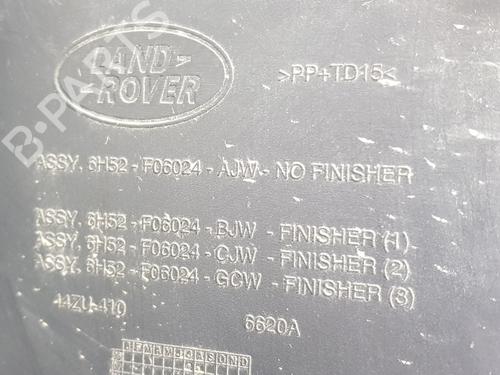 LAND
ROVER
>PP+TD15<
ASSY. 6H52 - F06024 - AJW - NO FINISHER
ASSY. 6H52 - F06024 - BJW - FINISHER (1)
ASSY. 6H52 - F06024 - CJW - FINISHER (2)
ASSY. 6H52 - F06024 - GCW - FINISHER (3)
44ZU-410
6620A
JFMAMJJASOND
B-PARTS